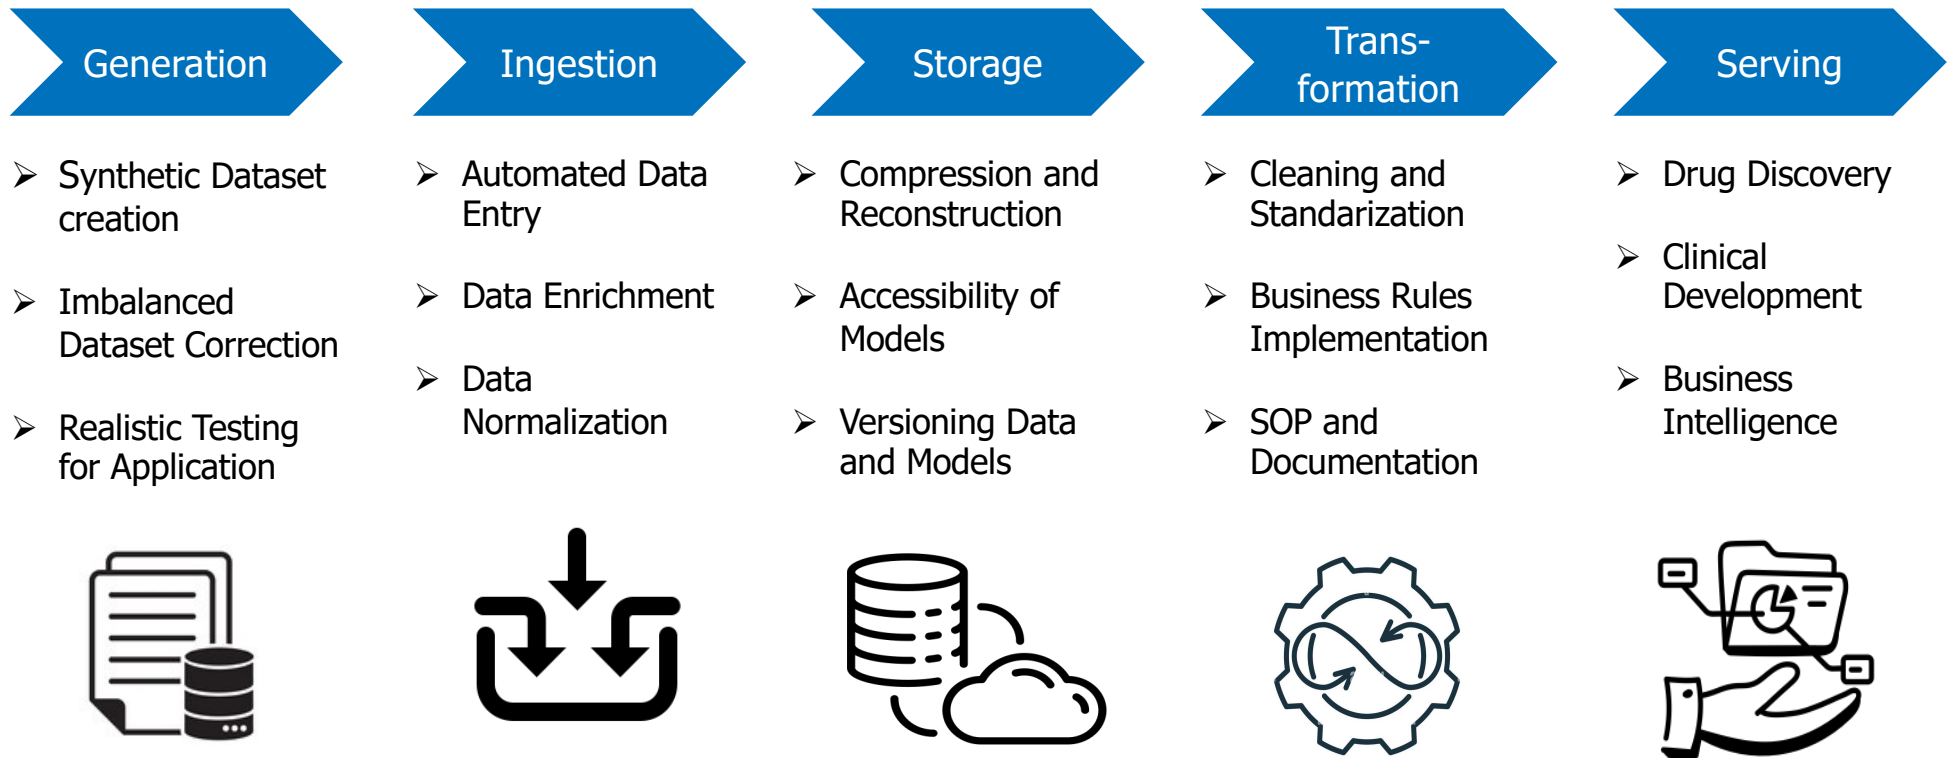 Generation
Ingestion
Storage
Trans-
formation
Serving
Synthetic Dataset
creation
Imbalanced
Dataset Correction
Realistic Testing
for Application
Automated Data
Entry
Data Enrichment
Data
Normalization
Compression and
Reconstruction
Accessibility of
Models
Versioning Data
and Models
Cleaning and
Standarization
Business Rules
Implementation
SOP and
Documentation
Drug Discovery
Clinical
Development
Business
Intelligence